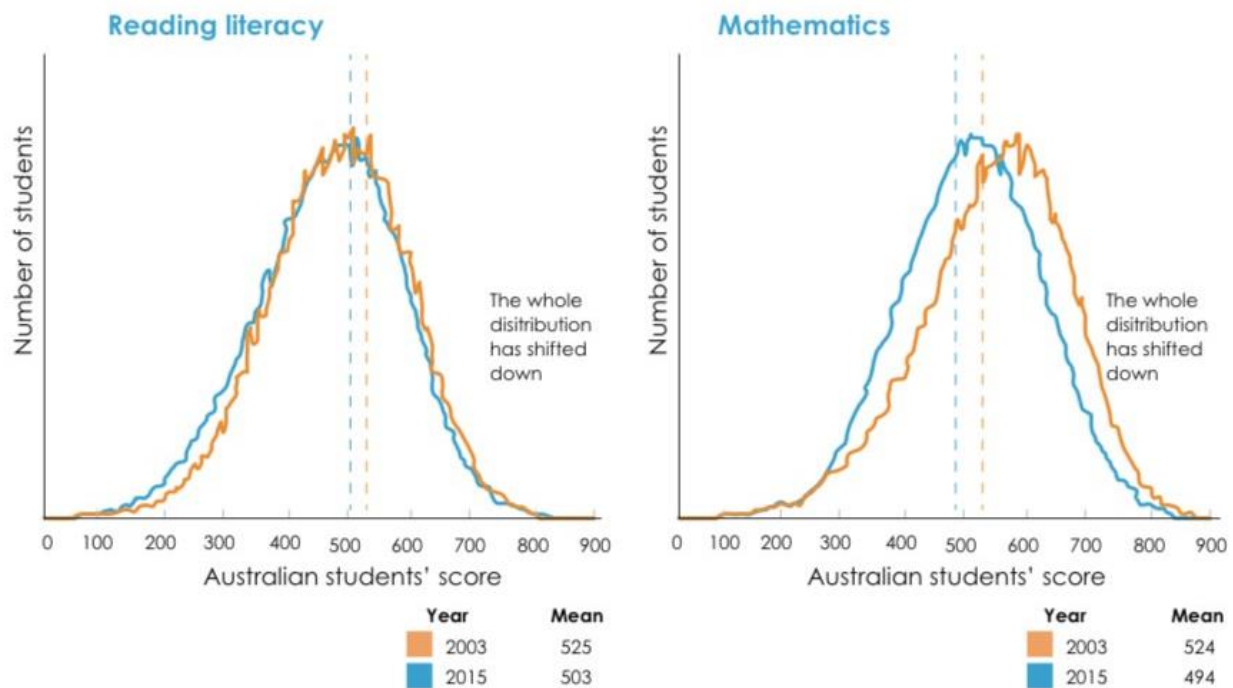 Reading literacy
Number of students
The whole
disitribution
has shifted
down
0 100 200 300 400 500 600 700 800 900
Australian students' score
Year Mean
2003 525
2015 503
Mathematics
Number of students
The whole
disitribution
has shifted
down
0 100 200 300 400 500 600 700 800 900
Australian students' score
Year Mean
2003 524
2015 494